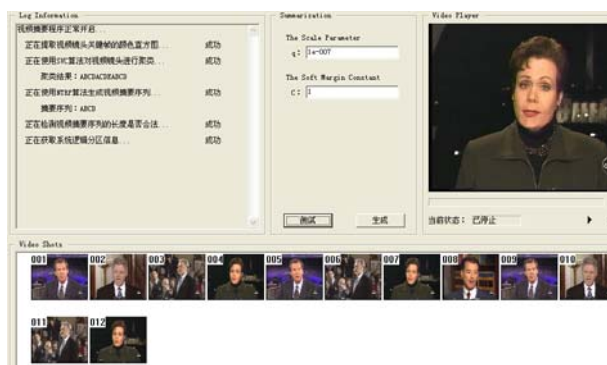 Log Information
视频摘要程序正常开启...
正在提取视频镜头关键帧的颜色直方图... 成功
正在使用SVC算法对视频镜头进行聚类... 成功
聚类结果：ABCDACDEABCD
正在使用 算法生成视频摘要序列... 成功
摘要序列：ABCD
正在检测视频摘要序列的长度是否合法... 成功
正在获取系统逻辑分区信息... 成功
Summarization
The Scale Parameter
q: 1e-007
The Soft Margin Constant
C: 1
测试 生成
Video Player
当前状态： 已停止
Video Shots
001 002 003 004 005 006 007 008 009 010
011 012